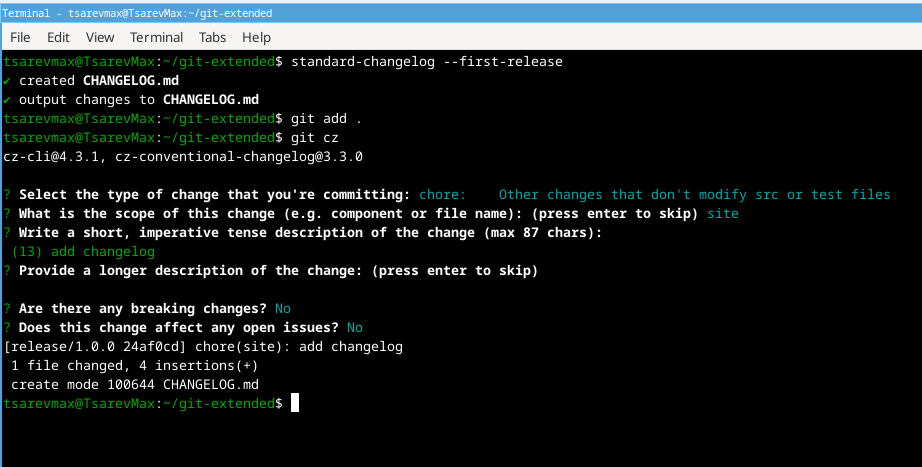 Terminal - tsarevmax@TsarevMax:~/git-extended
File Edit View Terminal Tabs Help
tsarevmax@TsarevMax:~/git-extended$ standard-changelog --first-release
✔ created CHANGELOG.md
✔ output changes to CHANGELOG.md
tsarevmax@TsarevMax:~/git-extended$ git add .
tsarevmax@TsarevMax:~/git-extended$ git cz
cz-cli@4.3.1, cz-conventional-changelog@3.3.0
? Select the type of change that you're committing: chore:    Other changes that don't modify src or test files
? What is the scope of this change (e.g. component or file name): (press enter to skip) site
? Write a short, imperative tense description of the change (max 87 chars):
(13) add changelog
? Provide a longer description of the change: (press enter to skip)
? Are there any breaking changes? No
? Does this change affect any open issues? No
[release/1.0.0 24af0cd] chore(site): add changelog
1 file changed, 4 insertions(+)
create mode 100644 CHANGELOG.md
tsarevmax@TsarevMax:~/git-extended$